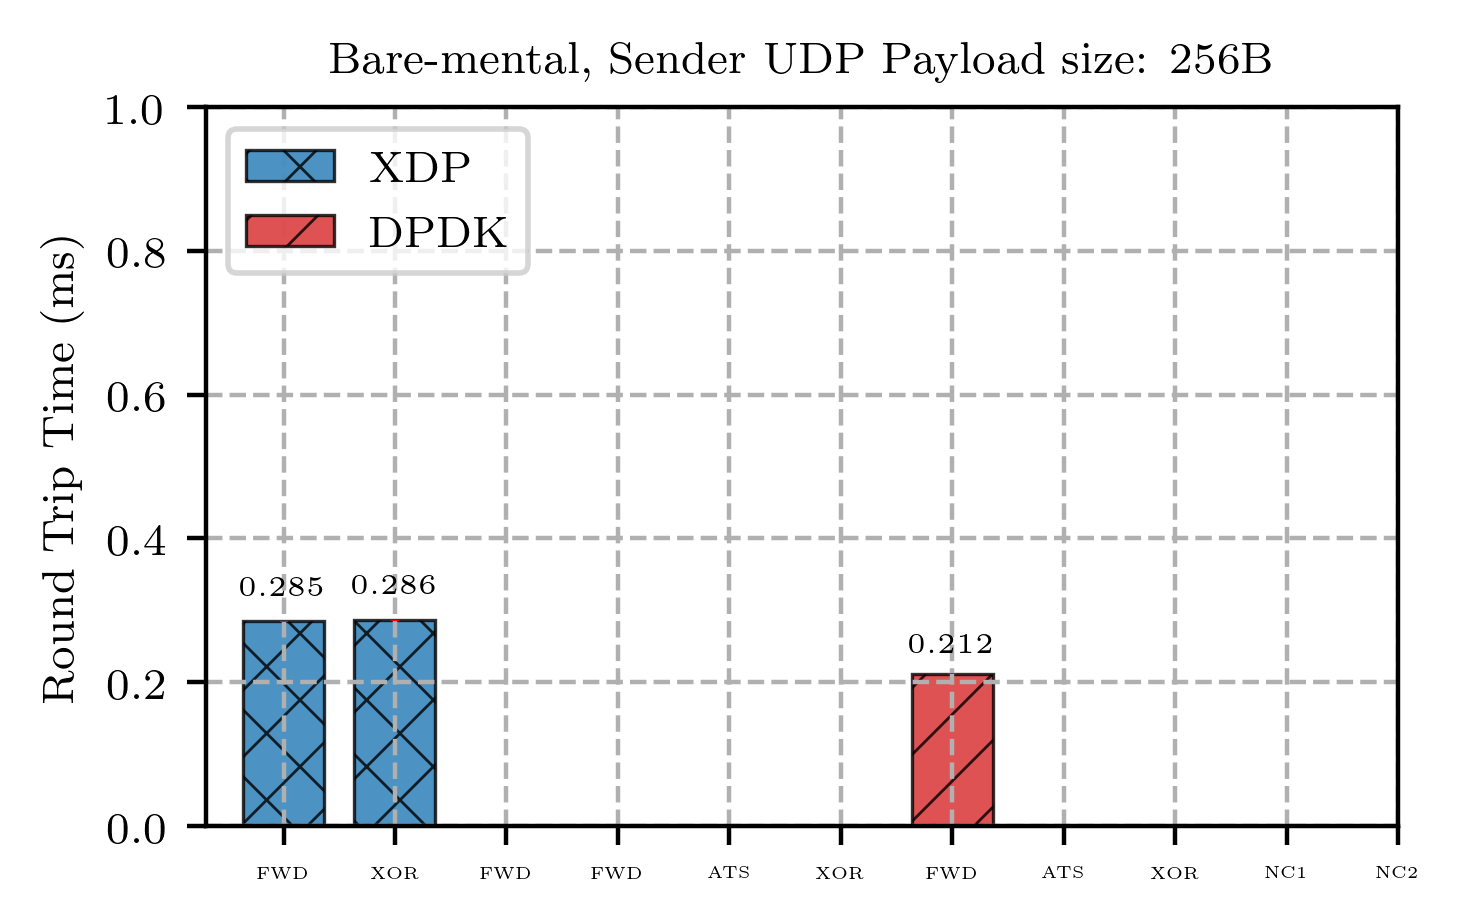 Bare-mental, Sender UDP Payload size: 256B
Round Trip Time (ms)
1.0
0.8
0.6
0.4
0.2
0.0
XDP
DPDK
0.285
0.286
0.212
FWD XOR FWD FWD ATS XOR FWD ATS XOR NC1 NC2